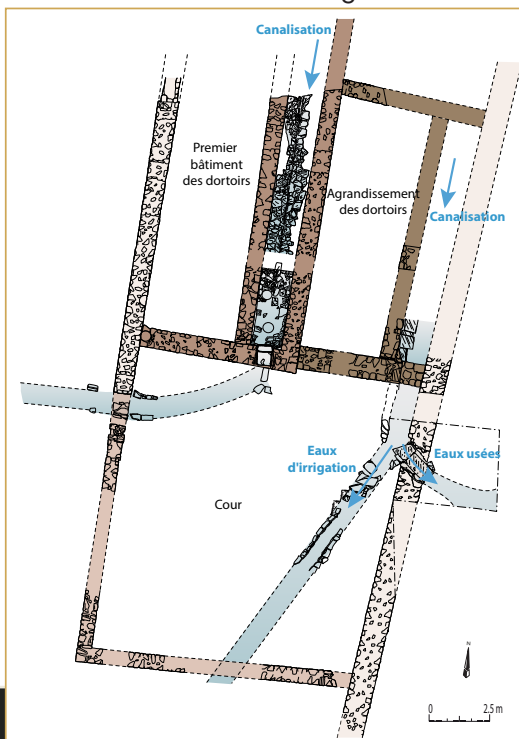 Canalisation
Premier
bâtiment
des dortoirs
Agrandissement
des dortoirs
Canalisation
Eaux
d'irrigation
Eaux usées
Cour
N
0 2.5 m